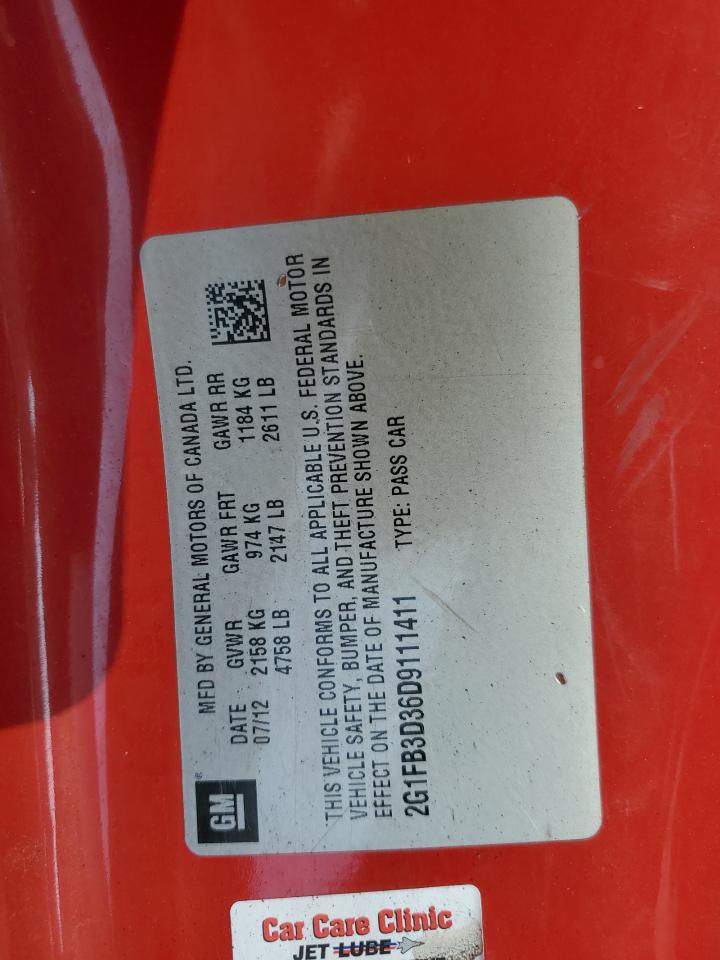 GM ®
MFD BY GENERAL MOTORS OF CANADA LTD.
DATE GVWR GAWR FRT GAWR RR
07/12 2158 KG 974 KG 1184 KG
4758 LB 2147 LB 2611 LB
THIS VEHICLE CONFORMS TO ALL APPLICABLE U.S. FEDERAL MOTOR
VEHICLE SAFETY, BUMPER, AND THEFT PREVENTION STANDARDS IN
EFFECT ON THE DATE OF MANUFACTURE SHOWN ABOVE.
2G1FB3D36D9111411 TYPE: PASS CAR
Car Care Clinic
JET LUBE